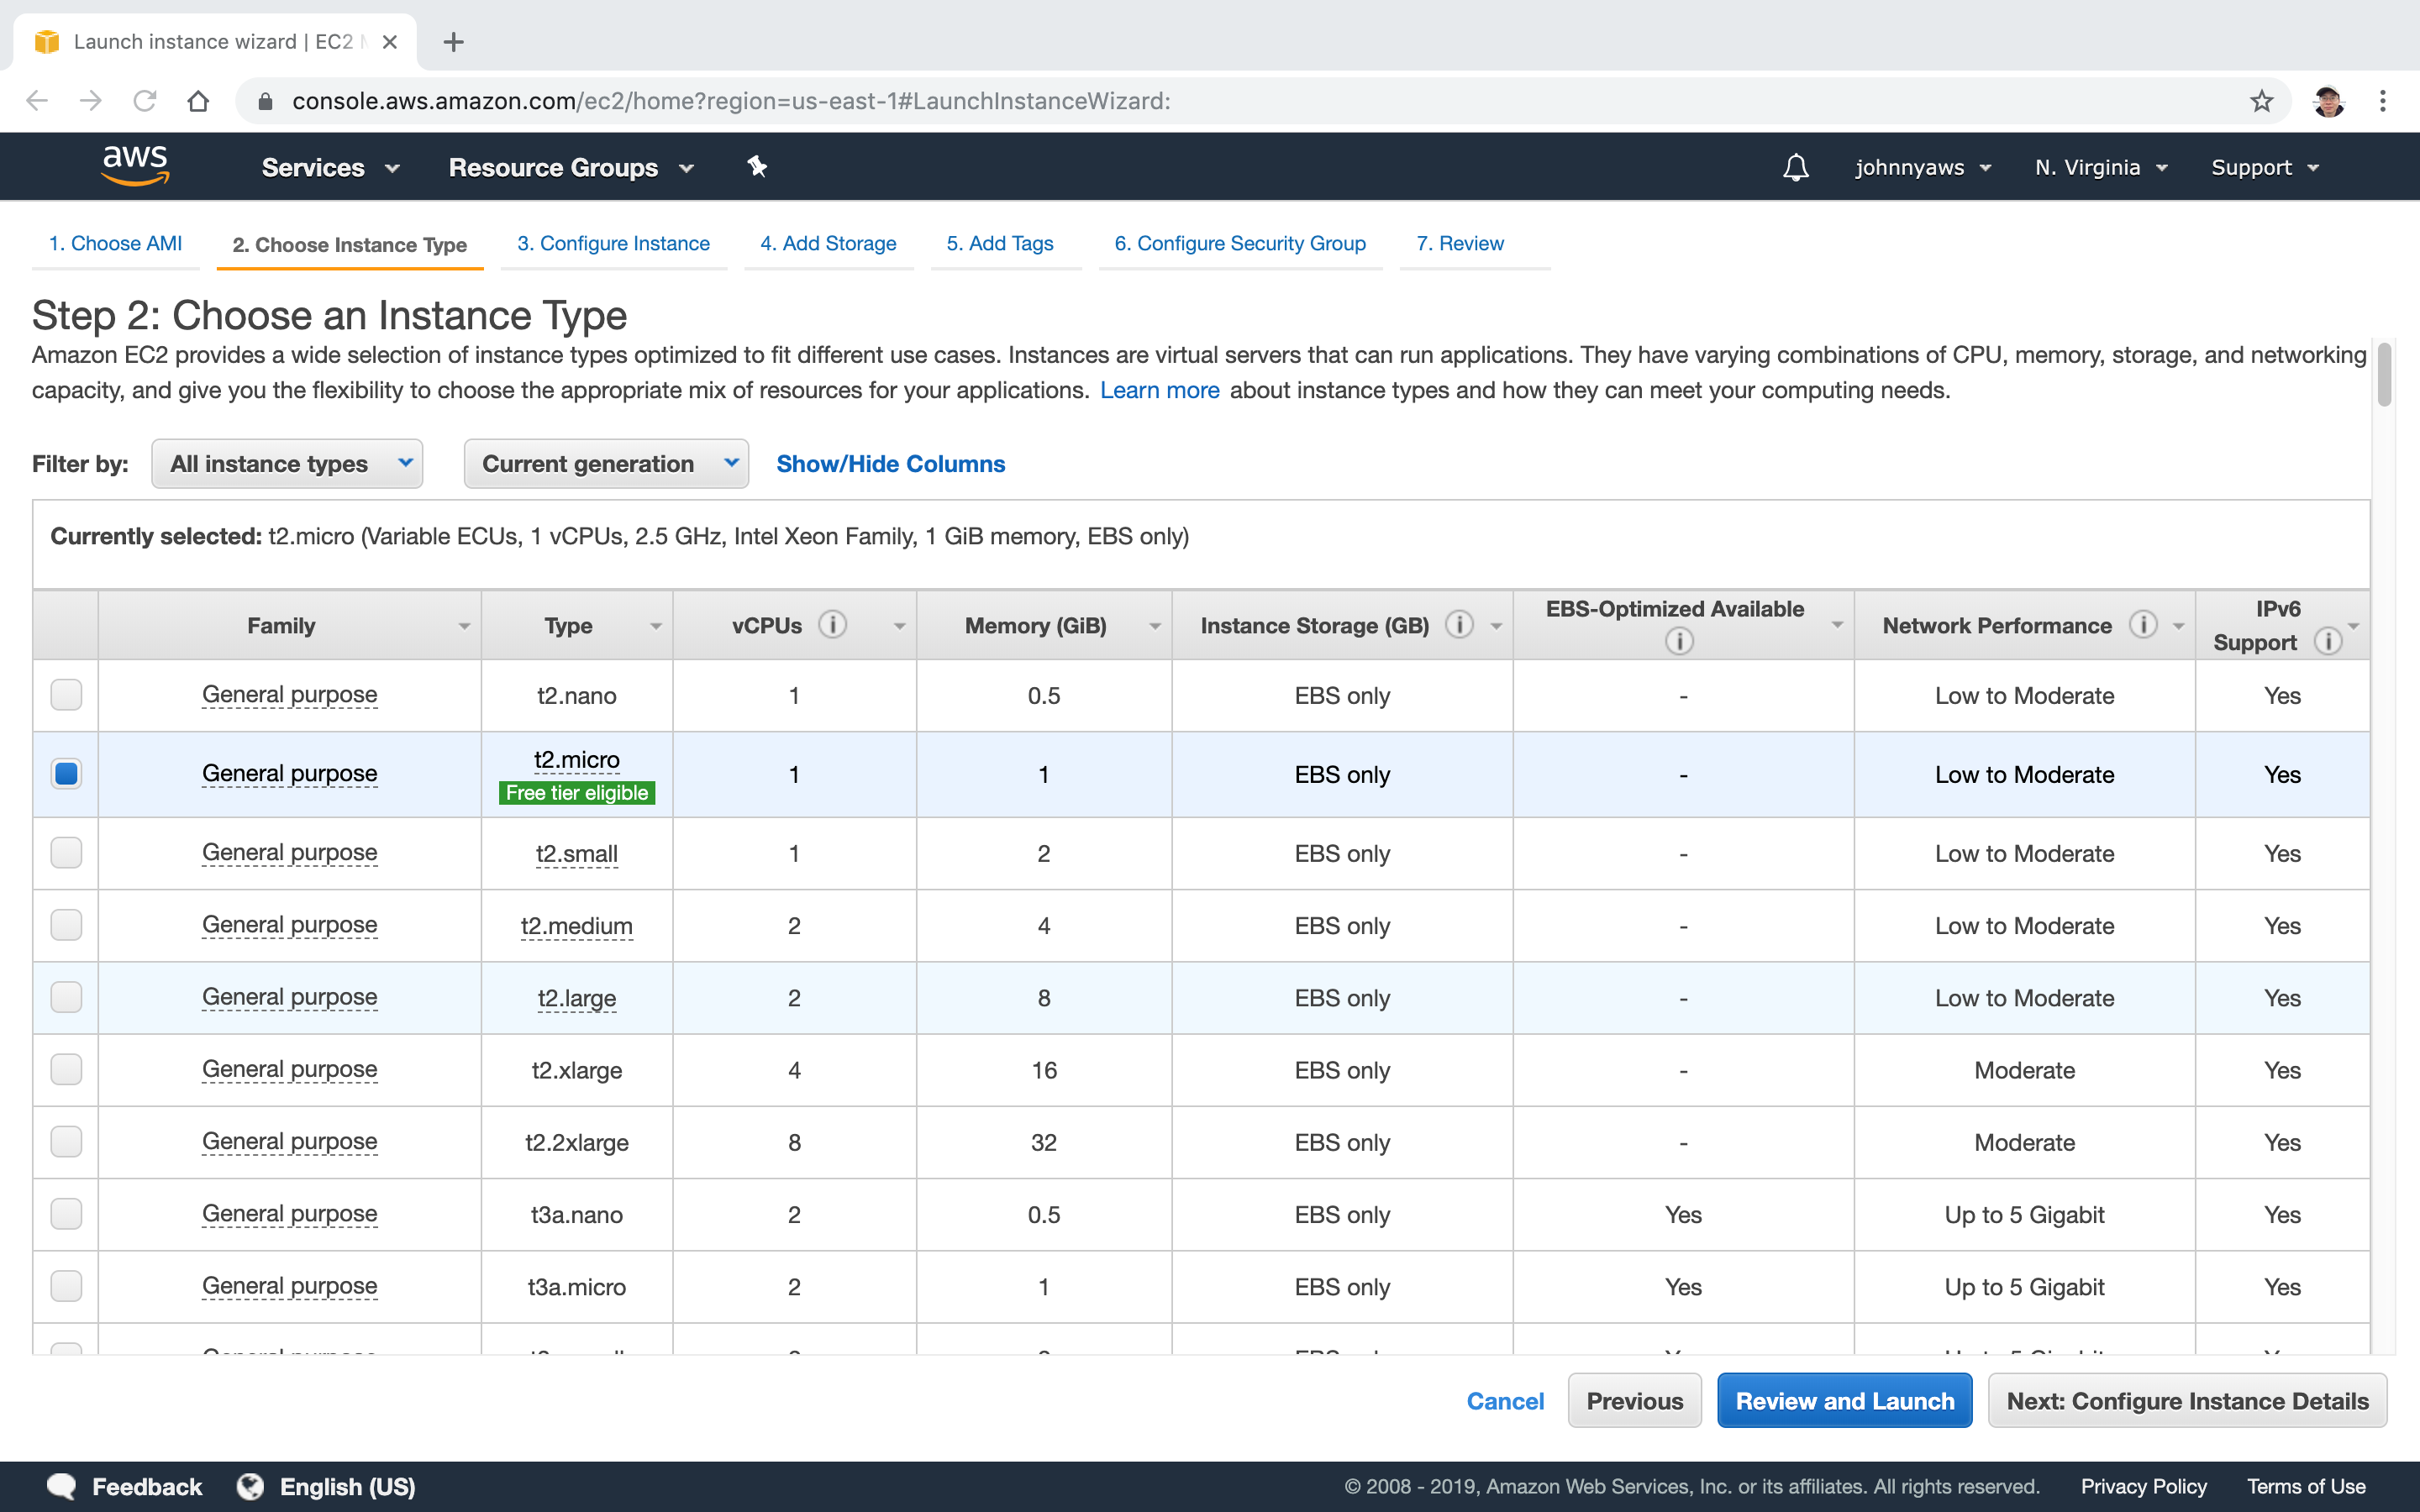 Launch instance wizard | EC2 M
console.aws.amazon.com/ec2/home?region=us-east-1#LaunchInstanceWizard:
aws Services Resource Groups johnnyaws N. Virginia Support
1. Choose AMI 2. Choose Instance Type 3. Configure Instance 4. Add Storage 5. Add Tags 6. Configure Security Group 7. Review
Step 2: Choose an Instance Type
Amazon EC2 provides a wide selection of instance types optimized to fit different use cases. Instances are virtual servers that can run applications. They have varying combinations of CPU, memory, storage, and networking
capacity, and give you the flexibility to choose the appropriate mix of resources for your applications. Learn more about instance types and how they can meet your computing needs.
Filter by: All instance types Current generation Show/Hide Columns
Currently selected: t2.micro (Variable ECUs, 1 vCPUs, 2.5 GHz, Intel Xeon Family, 1 GiB memory, EBS only)
Family Type vCPUs Memory (GiB) Instance Storage (GB) EBS-Optimized Available Network Performance IPv6 Support
General purpose t2.nano 1 0.5 EBS only - Low to Moderate Yes
General purpose t2.micro Free tier eligible 1 1 EBS only - Low to Moderate Yes
General purpose t2.small 1 2 EBS only - Low to Moderate Yes
General purpose t2.medium 2 4 EBS only - Low to Moderate Yes
General purpose t2.large 2 8 EBS only - Low to Moderate Yes
General purpose t2.xlarge 4 16 EBS only - Moderate Yes
General purpose t2.2xlarge 8 32 EBS only - Moderate Yes
General purpose t3a.nano 2 0.5 EBS only Yes Up to 5 Gigabit Yes
General purpose t3a.micro 2 1 EBS only Yes Up to 5 Gigabit Yes
Cancel Previous Review and Launch Next: Configure Instance Details
Feedback English (US) © 2008 - 2019, Amazon Web Services, Inc. or its affiliates. All rights reserved. Privacy Policy Terms of Use